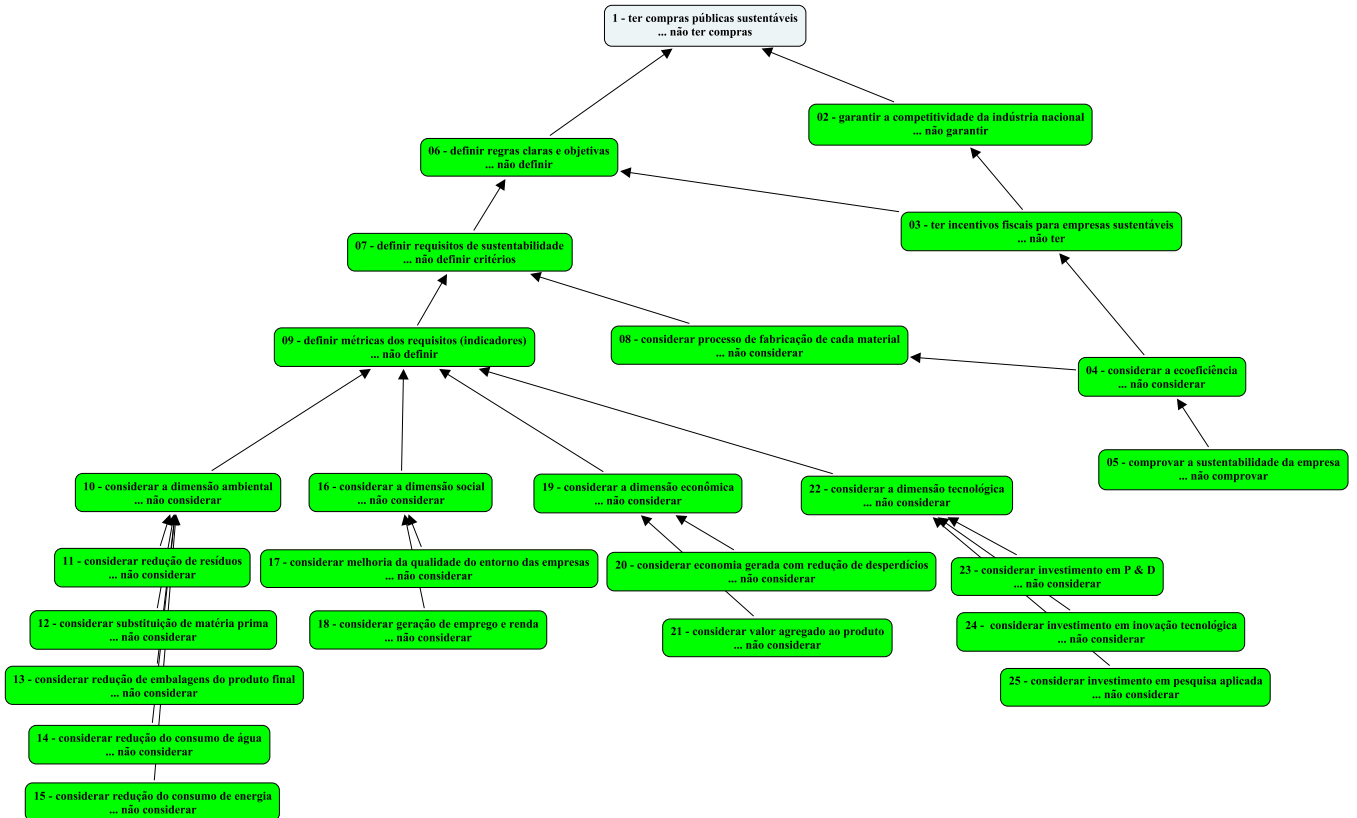 1 - ter compras públicas sustentáveis
... não ter compras
02 - garantir a competitividade da indústria nacional
... não garantir
06 - definir regras claras e objetivas
... não definir
03 - ter incentivos fiscais para empresas sustentáveis
... não ter
07 - definir requisitos de sustentabilidade
... não definir critérios
09 - definir métricas dos requisitos (indicadores)
... não definir
08 - considerar processo de fabricação de cada material
... não considerar
04 - considerar a ecoeficiência
... não considerar
05 - comprovar a sustentabilidade da empresa
... não comprovar
10 - considerar a dimensão ambiental
... não considerar
16 - considerar a dimensão social
... não considerar
19 - considerar a dimensão econômica
... não considerar
22 - considerar a dimensão tecnológica
... não considerar
11 - considerar redução de resíduos
... não considerar
17 - considerar melhoria da qualidade do entorno das empresas
... não considerar
20 - considerar economia gerada com redução de desperdícios
... não considerar
23 - considerar investimento em P & D
... não considerar
12 - considerar substituição de matéria prima
... não considerar
18 - considerar geração de emprego e renda
... não considerar
21 - considerar valor agregado ao produto
... não considerar
24 -  considerar investimento em inovação tecnológica
... não considerar
13 - considerar redução de embalagens do produto final
... não considerar
25 - considerar investimento em pesquisa aplicada
... não considerar
14 - considerar redução do consumo de água
... não considerar
15 - considerar redução do consumo de energia
... não considerar